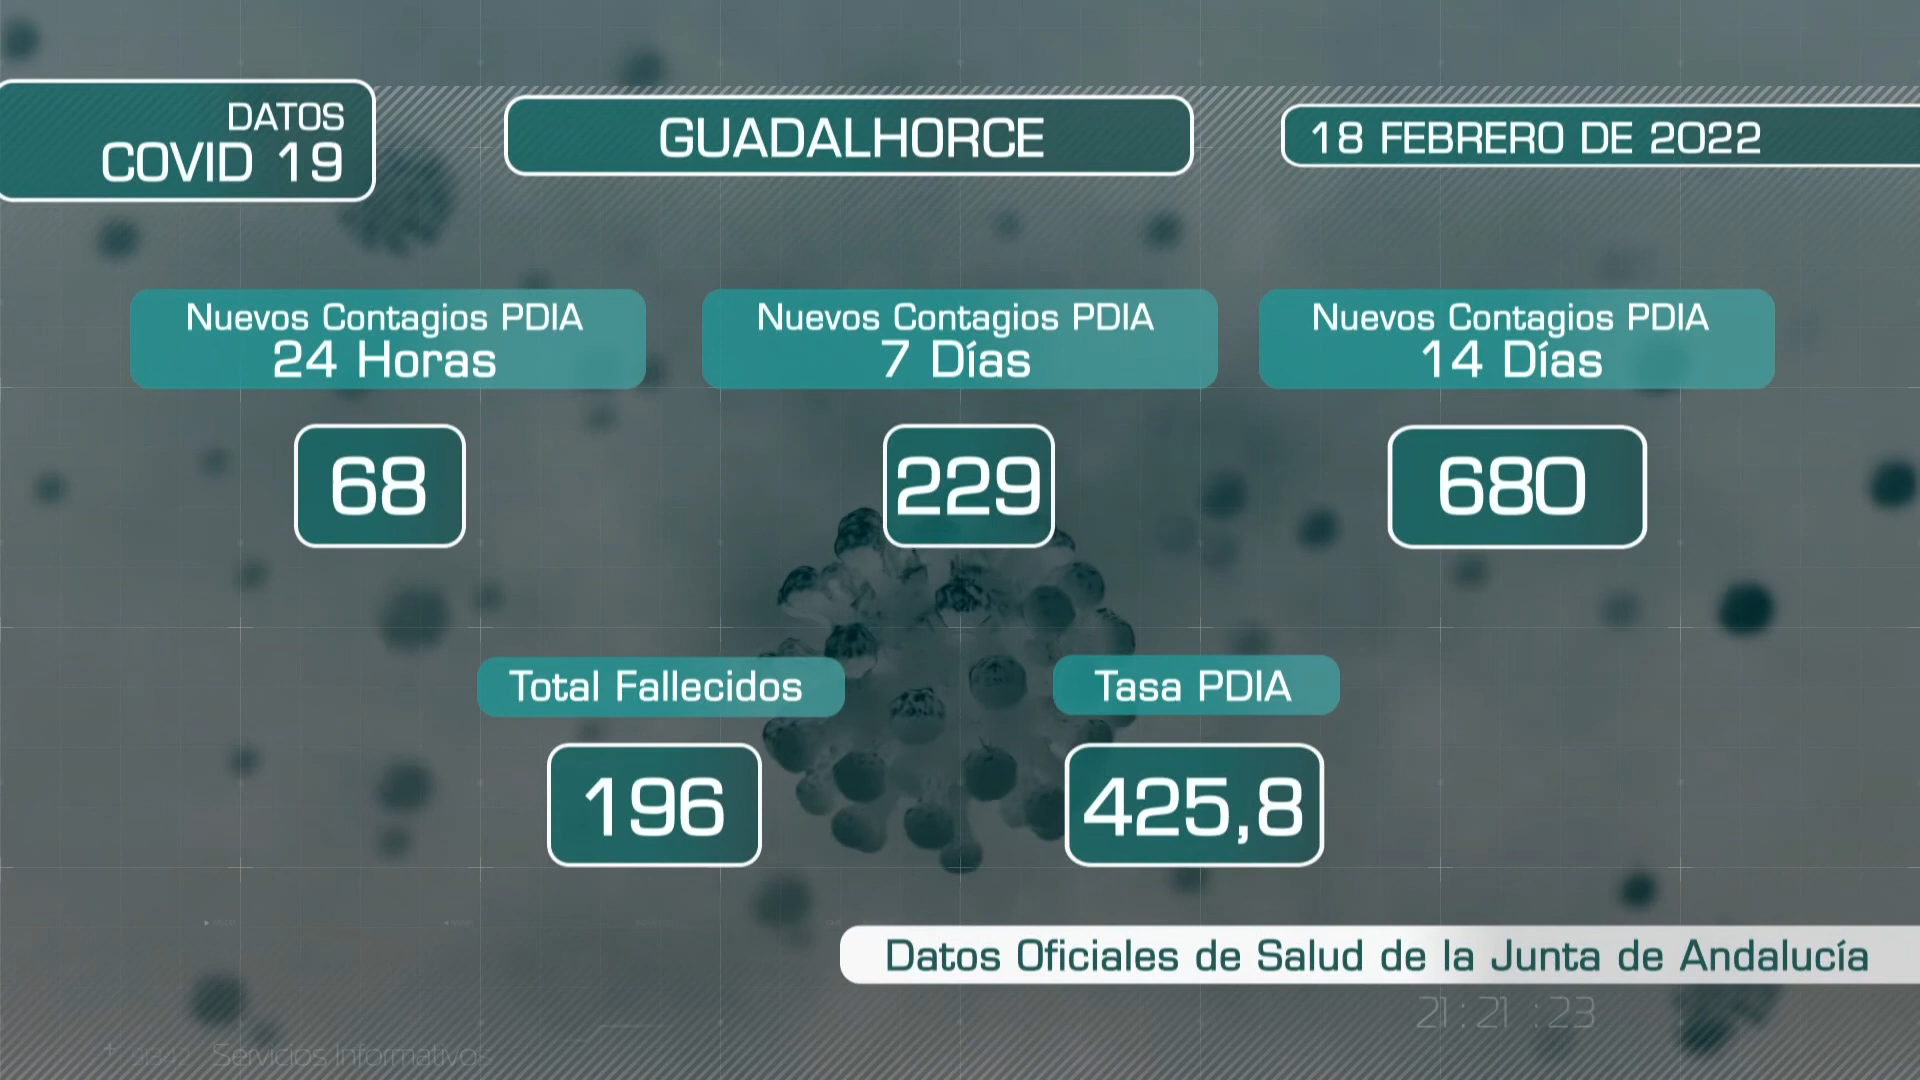 DATOS
COVID 19
GUADALHORCE
18 FEBRERO DE 2022
Nuevos Contagios PDIA
24 Horas
Nuevos Contagios PDIA
7 Días
Nuevos Contagios PDIA
14 Días
68
229
680
Total Fallecidos
Tasa PDIA
196
425,8
Datos Oficiales de Salud de la Junta de Andalucía
21:21 :23
Servicios Informativos